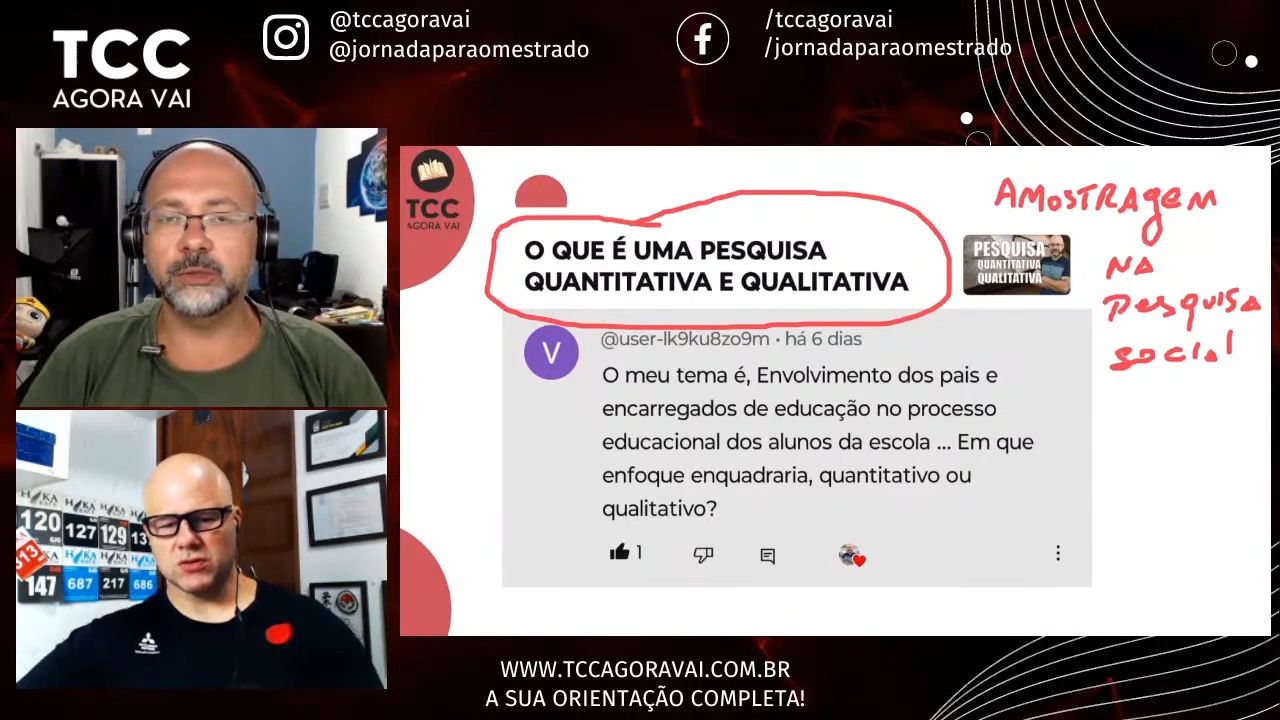 TCC
AGORA VAI
@tccagoravai
@jornadaparaomestrado
/tccagoravai
/jornadaparaomestrado
TCC
AGORA VAI
O QUE É UMA PESQUISA
QUANTITATIVA E QUALITATIVA
PESQUISA
QUANTITATIVA
QUALITATIVA
AMOSTRAgem
NA
Pesquisa
social
V
@user-lk9ku8zo9m • há 6 dias
O meu tema é, Envolvimento dos pais e
encarregados de educação no processo
educacional dos alunos da escola ... Em que
enfoque enquadraria, quantitativo ou
qualitativo?
1
HOKA
120
127
129
313
147
687
217
686
WWW.TCCAGORAVAI.COM.BR
A SUA ORIENTAÇÃO COMPLETA!